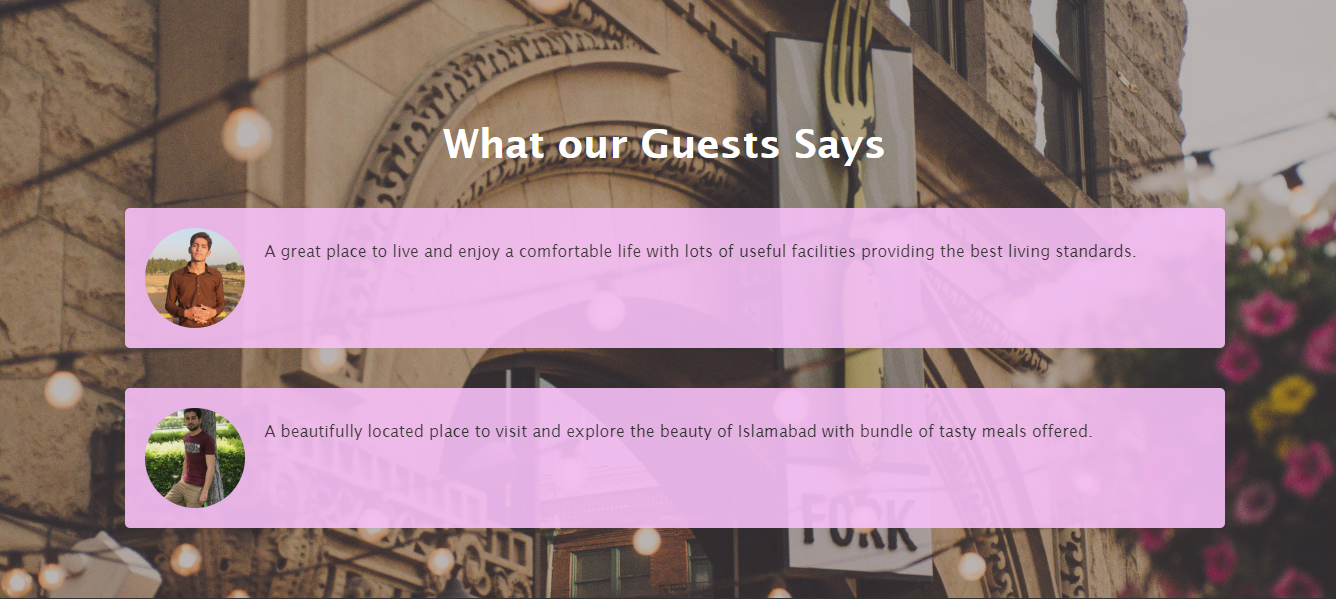 What our Guests Says
A great place to live and enjoy a comfortable life with lots of useful facilities providing the best living standards.
A beautifully located place to visit and explore the beauty of Islamabad with bundle of tasty meals offered.
FORK